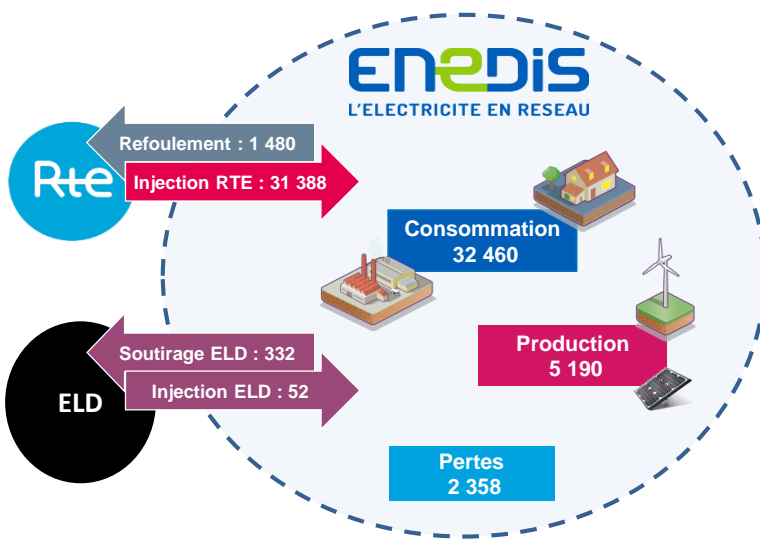 ENEDIS
L'ELECTRICITE EN RESEAU
Refoulement : 1 480
Rte
Injection RTE : 31 388
Consommation
32 460
Soutirage ELD : 332
Production
5 190
Injection ELD : 52
ELD
Pertes
2 358